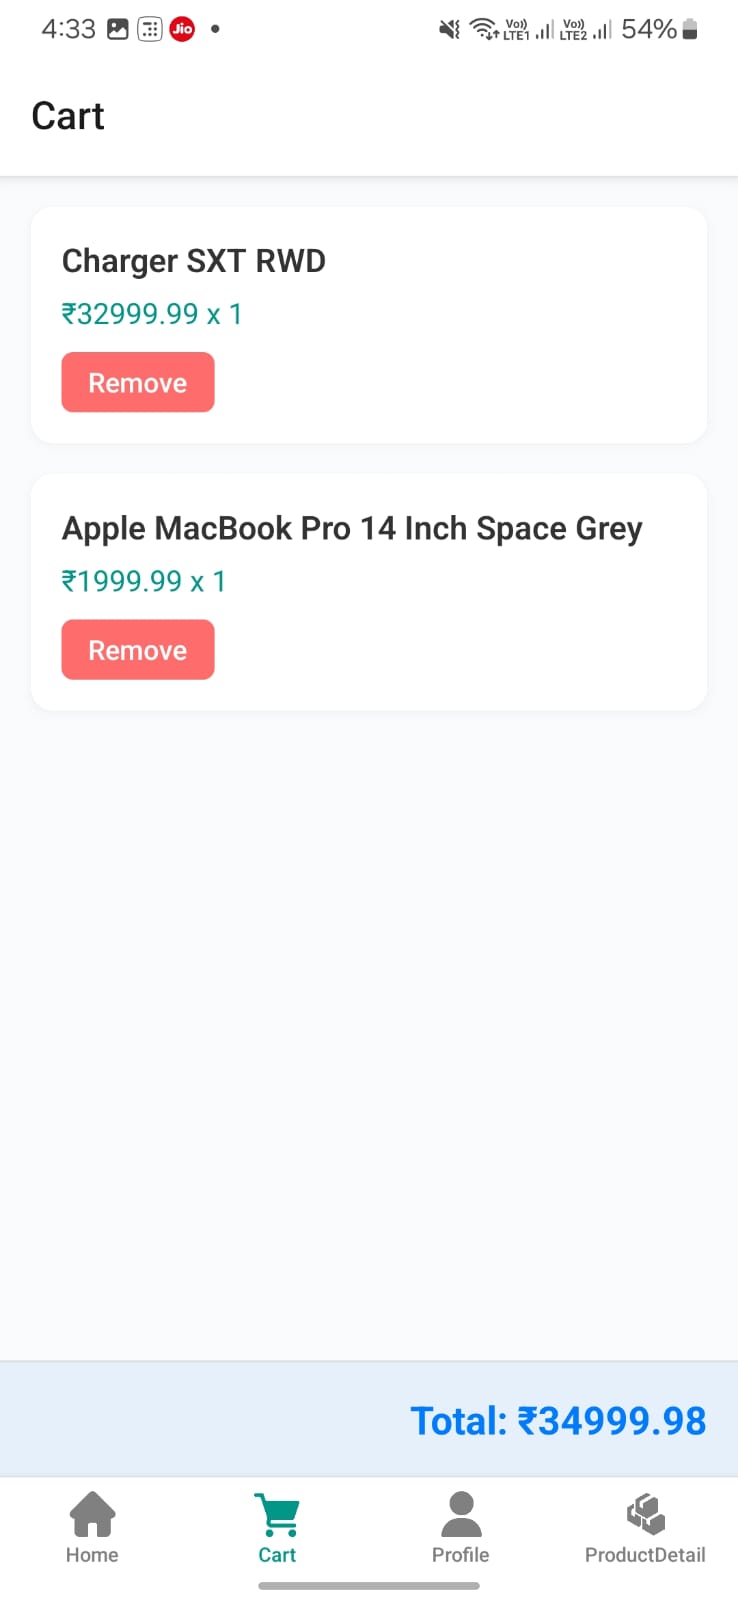 4:33 Jio Vo)) LTE1 Vo)) LTE2 54%
Cart
Charger SXT RWD
₹32999.99 x 1
Remove
Apple MacBook Pro 14 Inch Space Grey
₹1999.99 x 1
Remove
Total: ₹34999.98
Home Cart Profile ProductDetail